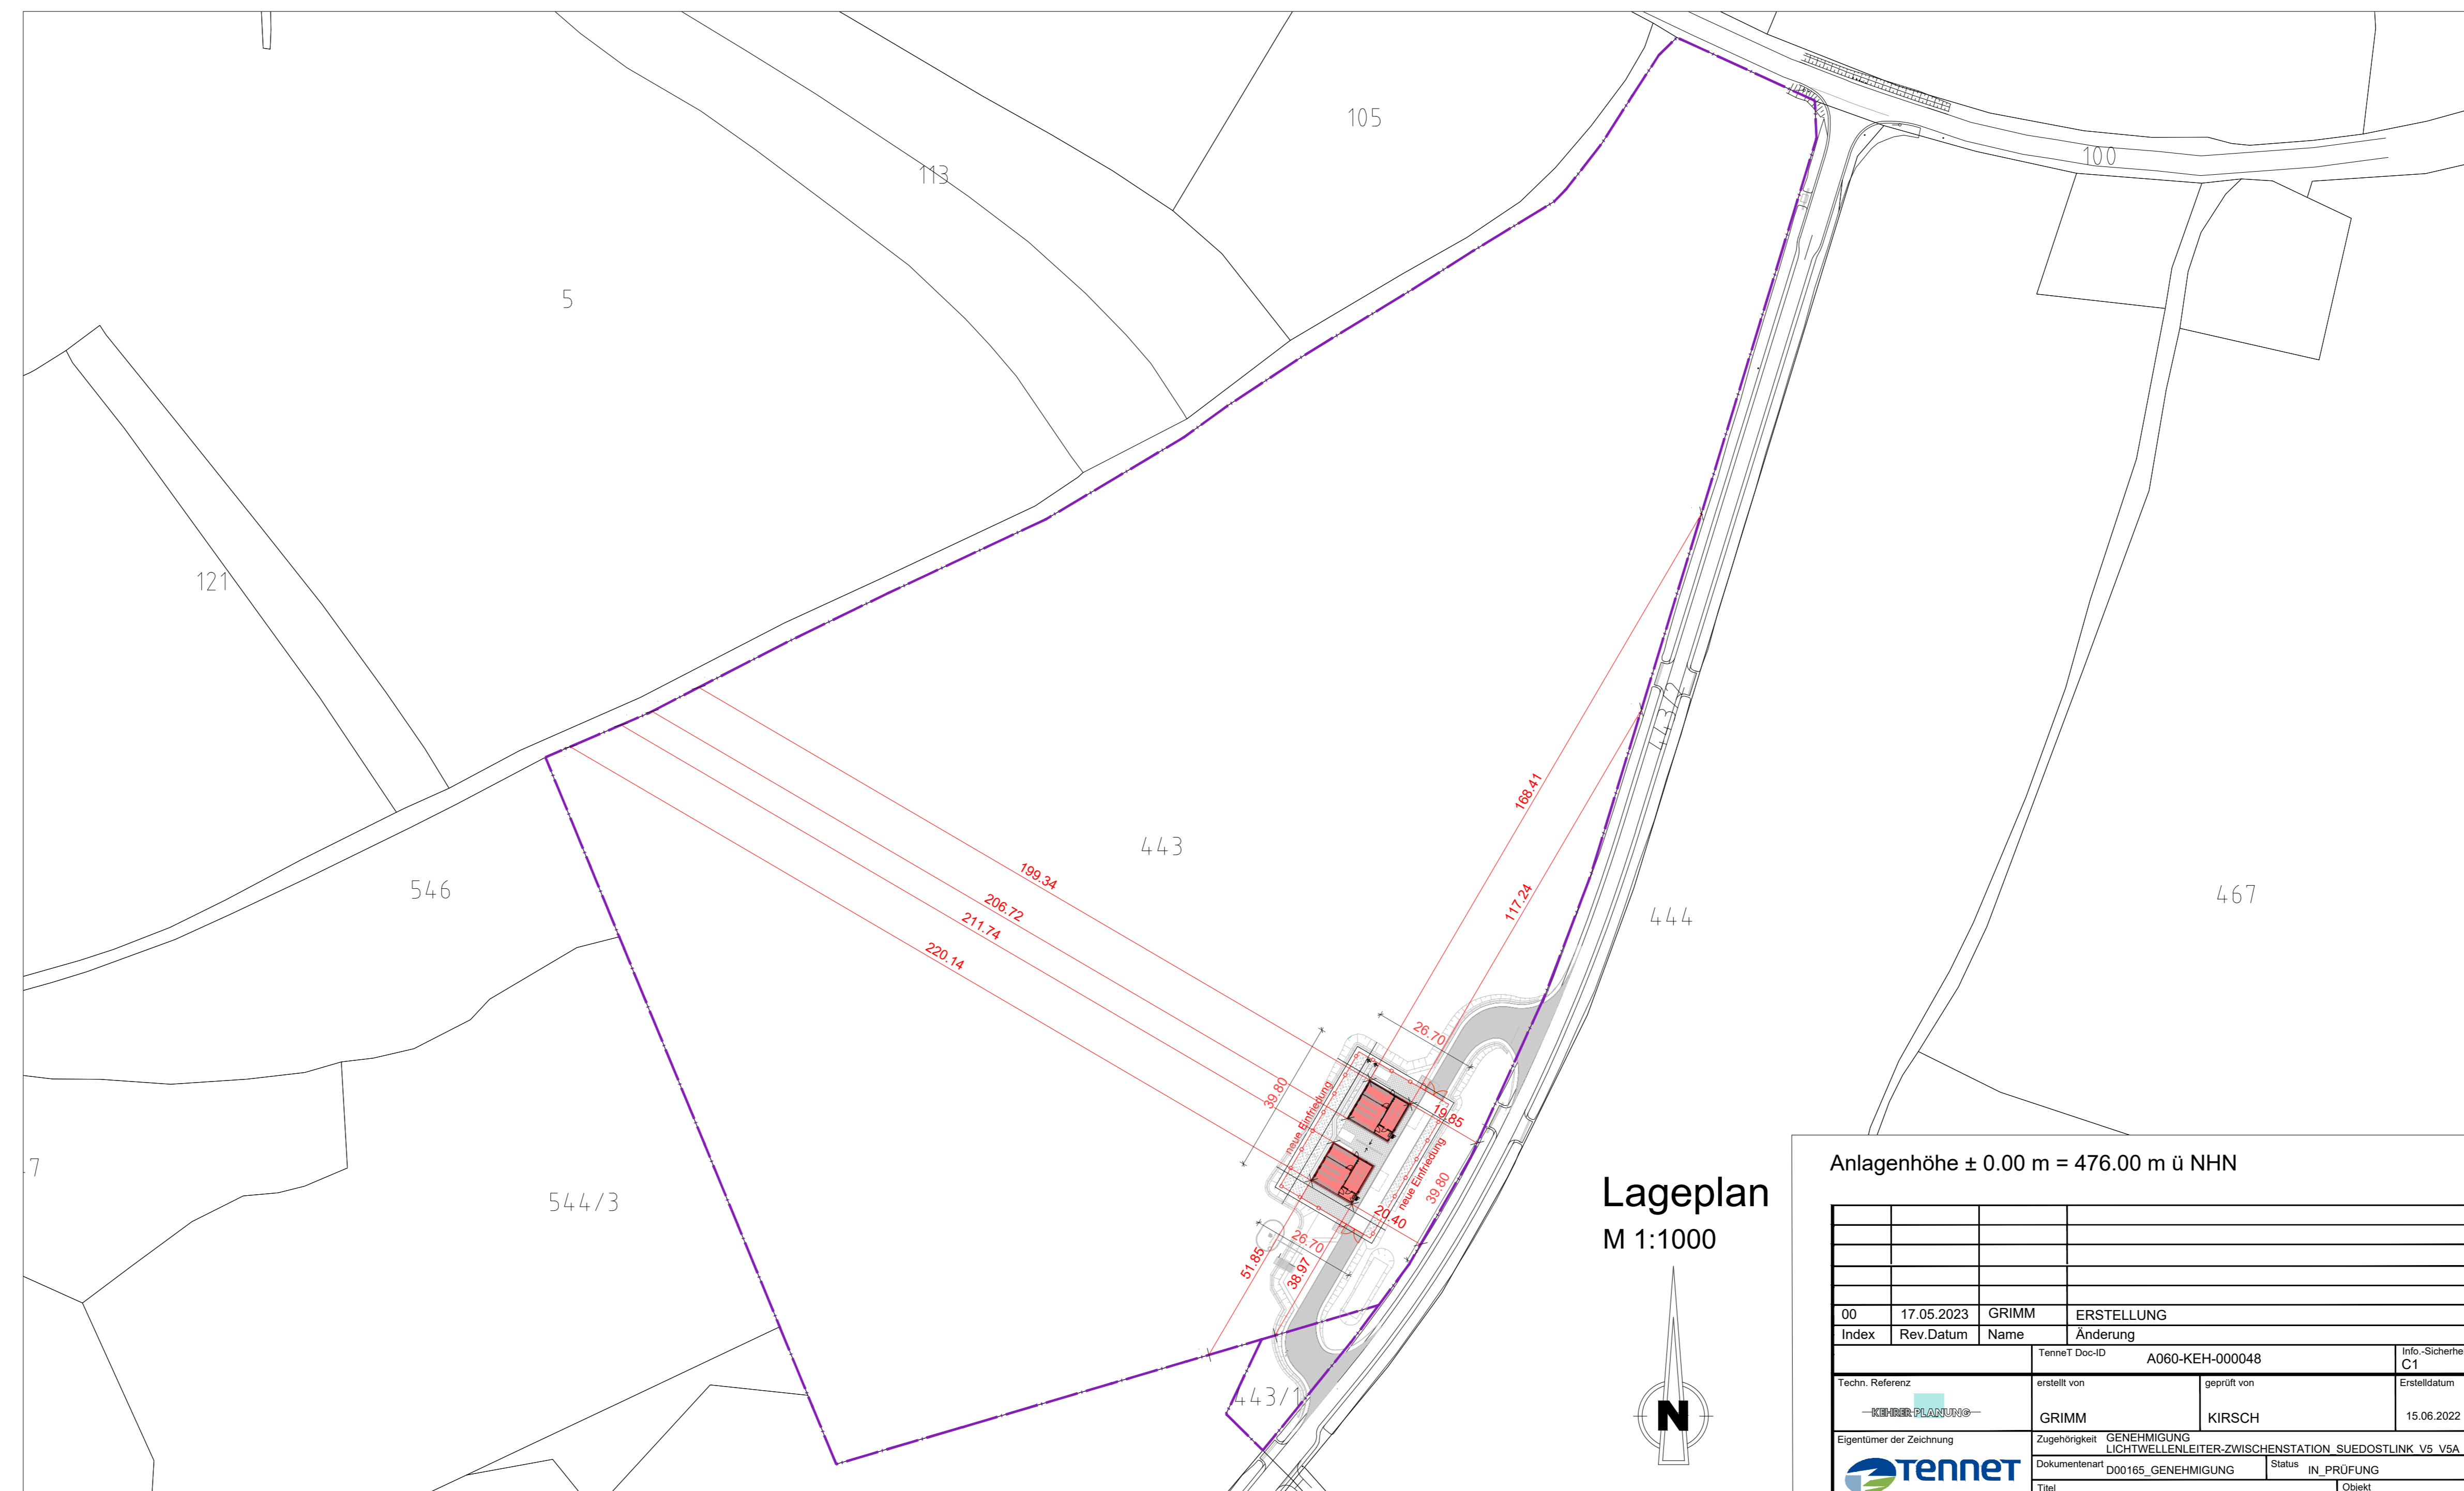 105
113
100
5
121
443/2
443
546
444
467
168.41
199.34
117.24
206.72
211.74
220.14
26.70
39.80
neue Einfriedung
19.85
neue Einfriedung
39.80
20.40
26.70
51.85
38.97
7
544/3
443/1
Lageplan
M 1:1000
N
Anlagenhöhe ± 0.00 m = 476.00 m ü NHN
00 17.05.2023 GRIMM ERSTELLUNG
Index Rev.Datum Name Änderung
TenneT Doc-ID A060-KEH-000048 Info.-Sicherhe
C1
Techn. Referenz erstellt von geprüft von Erstelldatum
KEHRER PLANUNG GRIMM KIRSCH 15.06.2022
Eigentümer der Zeichnung Zugehörigkeit GENEHMIGUNG
LICHTWELLENLEITER-ZWISCHENSTATION_SUEDOSTLINK_V5_V5A
TenneT Dokumentenart D00165_GENEHMIGUNG Status IN_PRÜFUNG
Titel Objekt